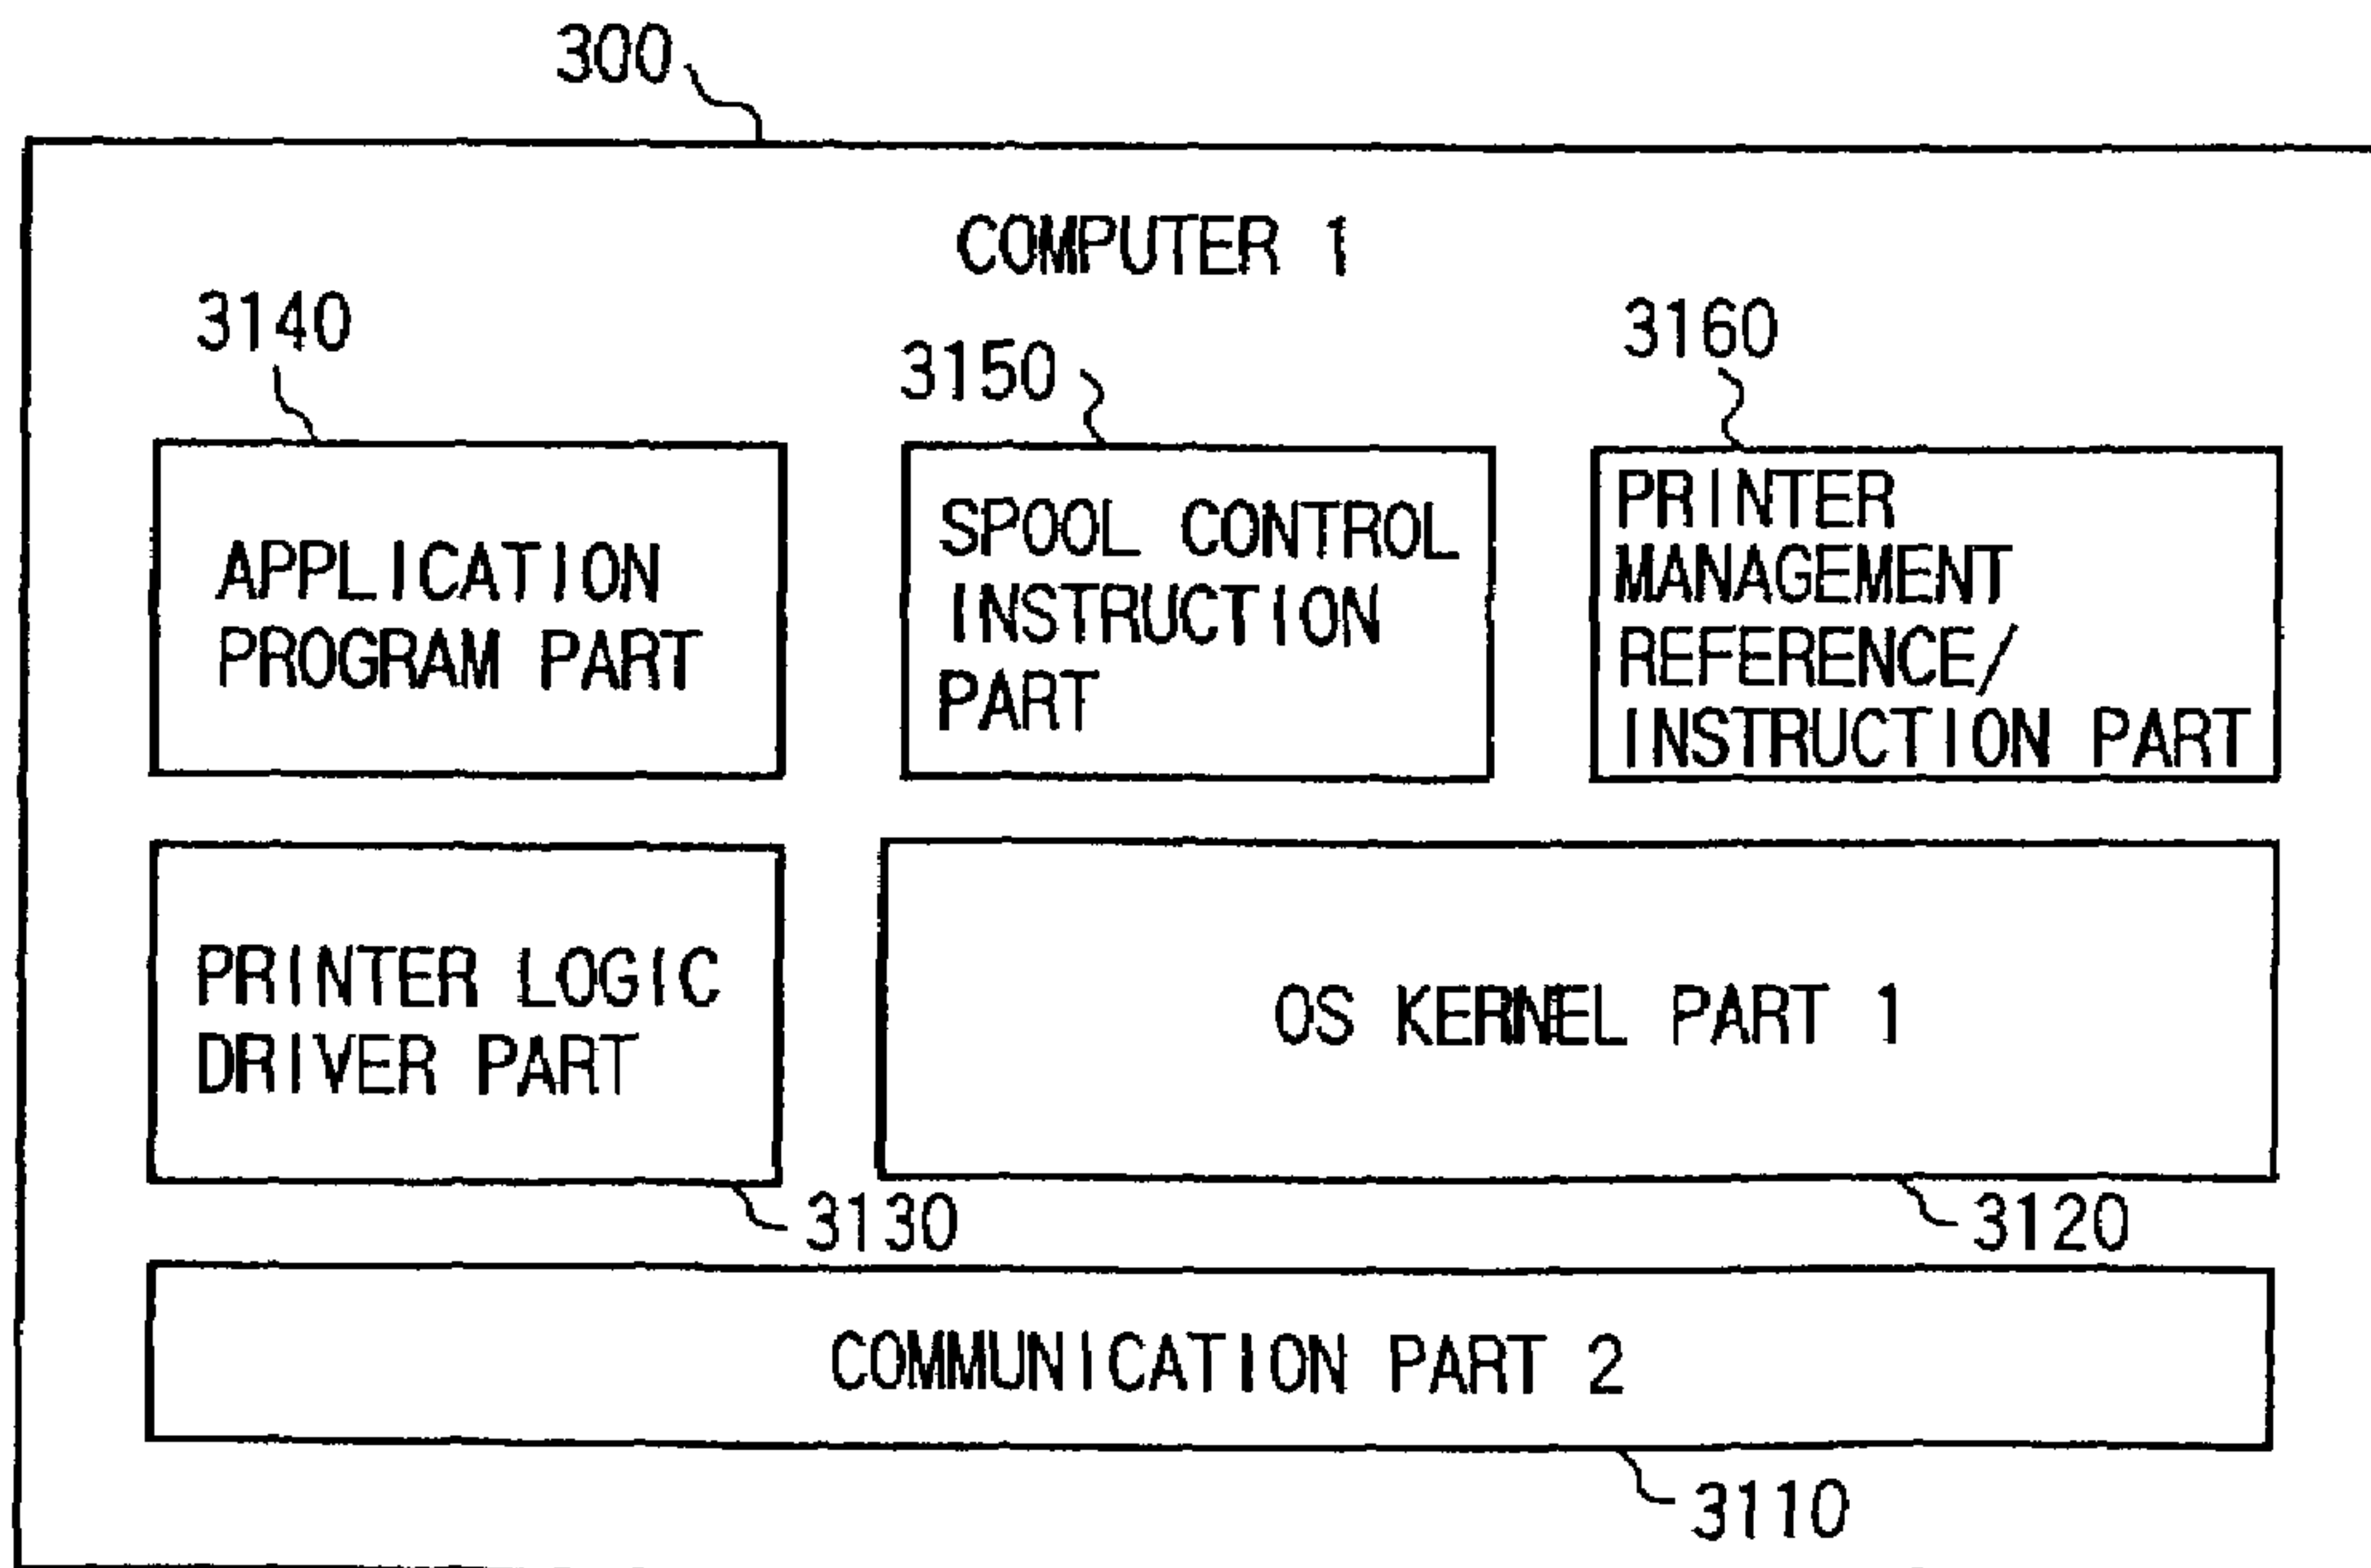 300
COMPUTER 1
3140
3150
3160
APPLICATION
PROGRAM PART
SPOOL CONTROL
INSTRUCTION
PART
PRINTER
MANAGEMENT
REFERENCE/
INSTRUCTION PART
PRINTER LOGIC
DRIVER PART
OS KERNEL PART 1
3130
3120
COMMUNICATION PART 2
3110